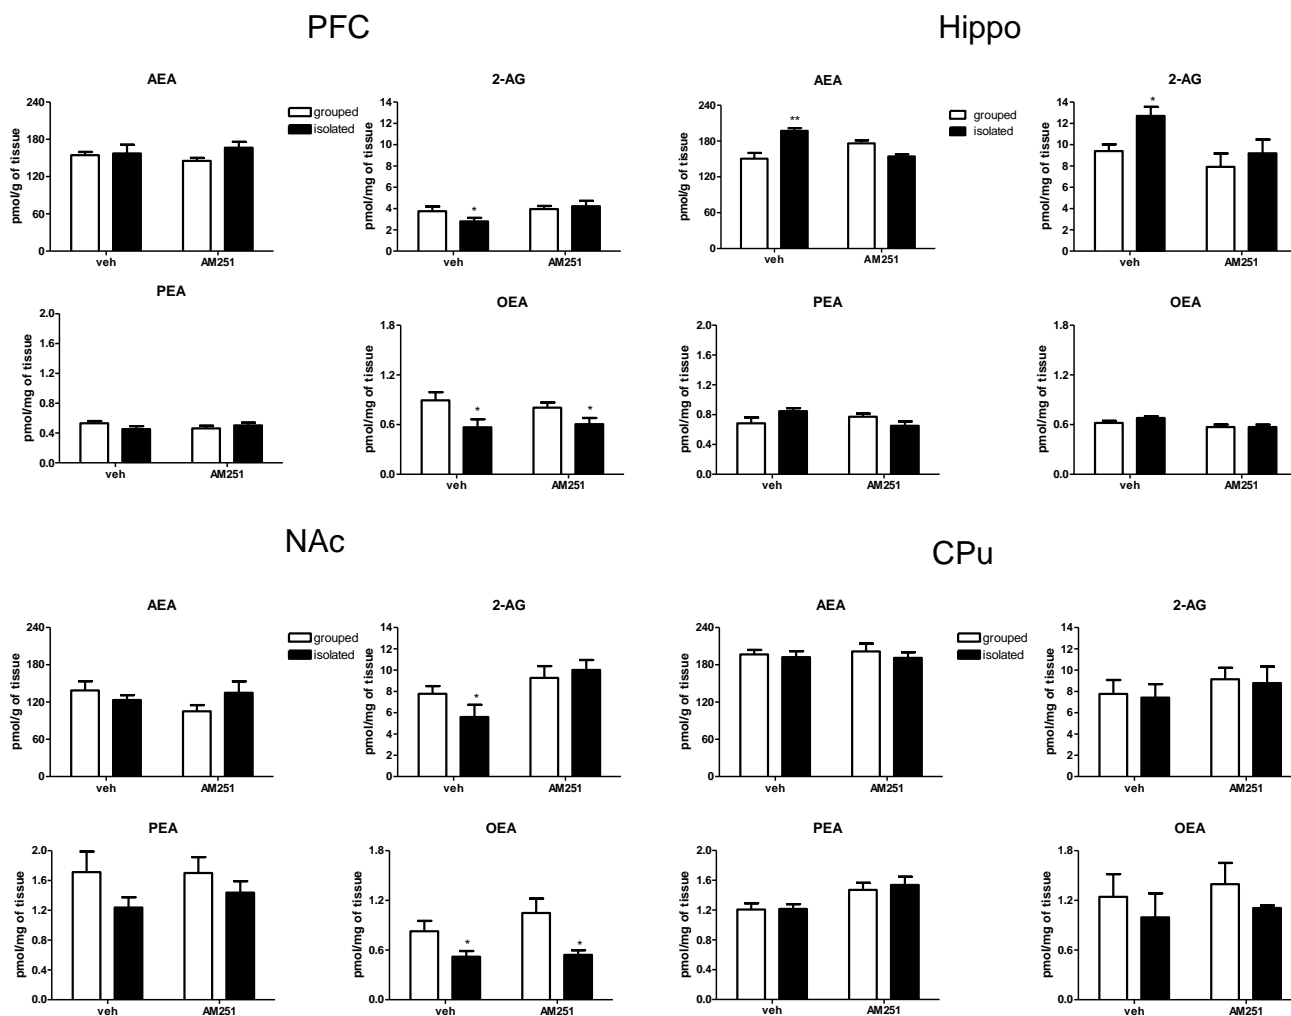 PFC
AEA
pmol/g of tissue
240
180
120
60
0
veh
AM251
grouped
isolated
2-AG
pmol/mg of tissue
14
12
10
8
6
4
2
0
*
veh
AM251
PEA
pmol/mg of tissue
2.0
1.6
1.2
0.8
0.4
0.0
veh
AM251
OEA
pmol/mg of tissue
1.8
1.2
0.6
0.0
*
*
veh
AM251
Hippo
AEA
pmol/g of tissue
240
180
120
60
0
**
veh
AM251
grouped
isolated
2-AG
pmol/mg of tissue
14
12
10
8
6
4
2
0
*
veh
AM251
PEA
pmol/mg of tissue
2.0
1.6
1.2
0.8
0.4
0.0
veh
AM251
OEA
pmol/mg of tissue
1.8
1.2
0.6
0.0
veh
AM251
NAc
AEA
pmol/g of tissue
240
180
120
60
0
veh
AM251
grouped
isolated
2-AG
pmol/mg of tissue
14
12
10
8
6
4
2
0
*
veh
AM251
PEA
pmol/mg of tissue
2.0
1.6
1.2
0.8
0.4
0.0
veh
AM251
OEA
pmol/mg of tissue
1.8
1.2
0.6
0.0
*
*
veh
AM251
CPu
AEA
pmol/g of tissue
240
180
120
60
0
veh
AM251
grouped
isolated
2-AG
pmol/mg of tissue
14
12
10
8
6
4
2
0
veh
AM251
PEA
pmol/mg of tissue
2.0
1.6
1.2
0.8
0.4
0.0
veh
AM251
OEA
pmol/mg of tissue
1.8
1.2
0.6
0.0
veh
AM251